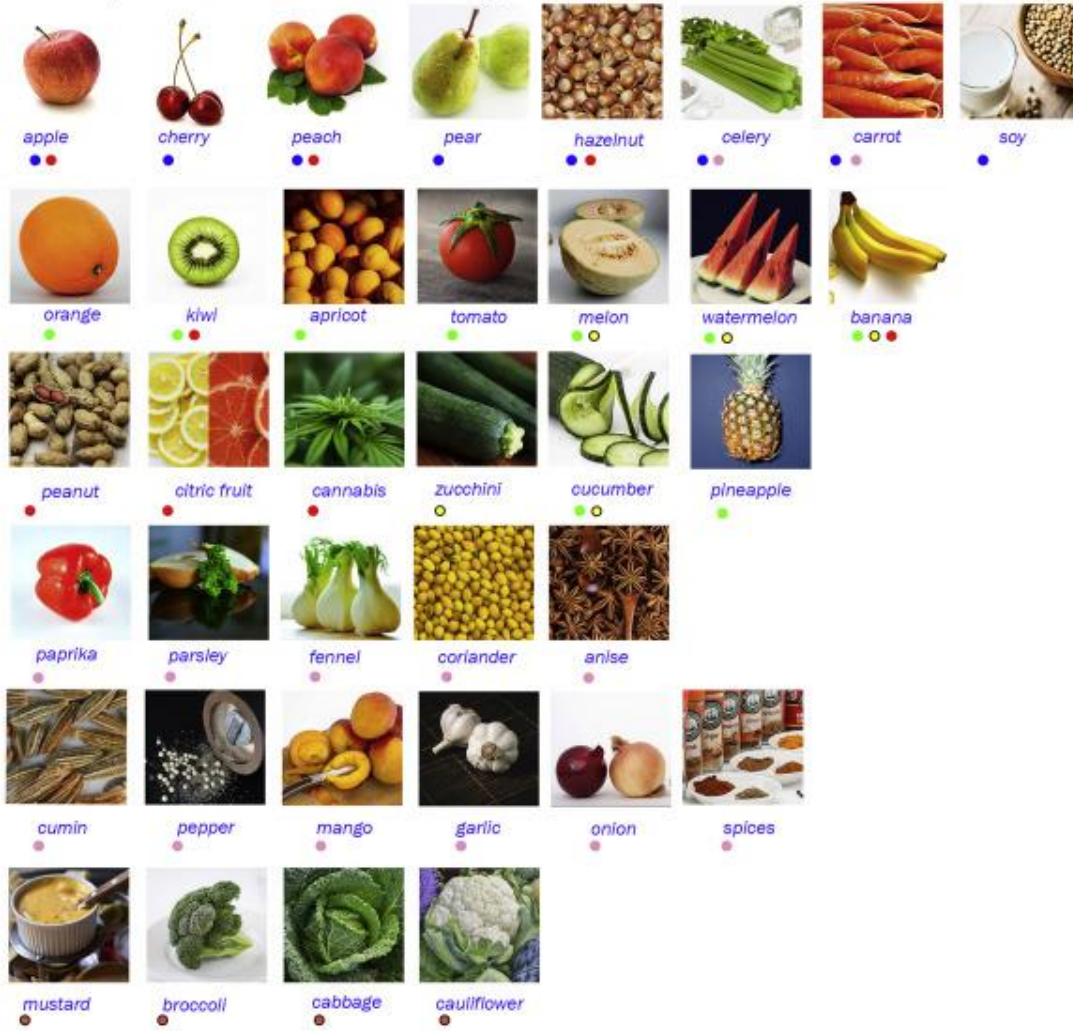 apple cherry peach pear hazelnut celery carrot soy
orange kiwi apricot tomato melon watermelon banana
peanut citric fruit cannabis zucchini cucumber pineapple
paprika parsley fennel coriander anise
cumin pepper mango garlic onion spices
mustard broccoli cabbage cauliflower